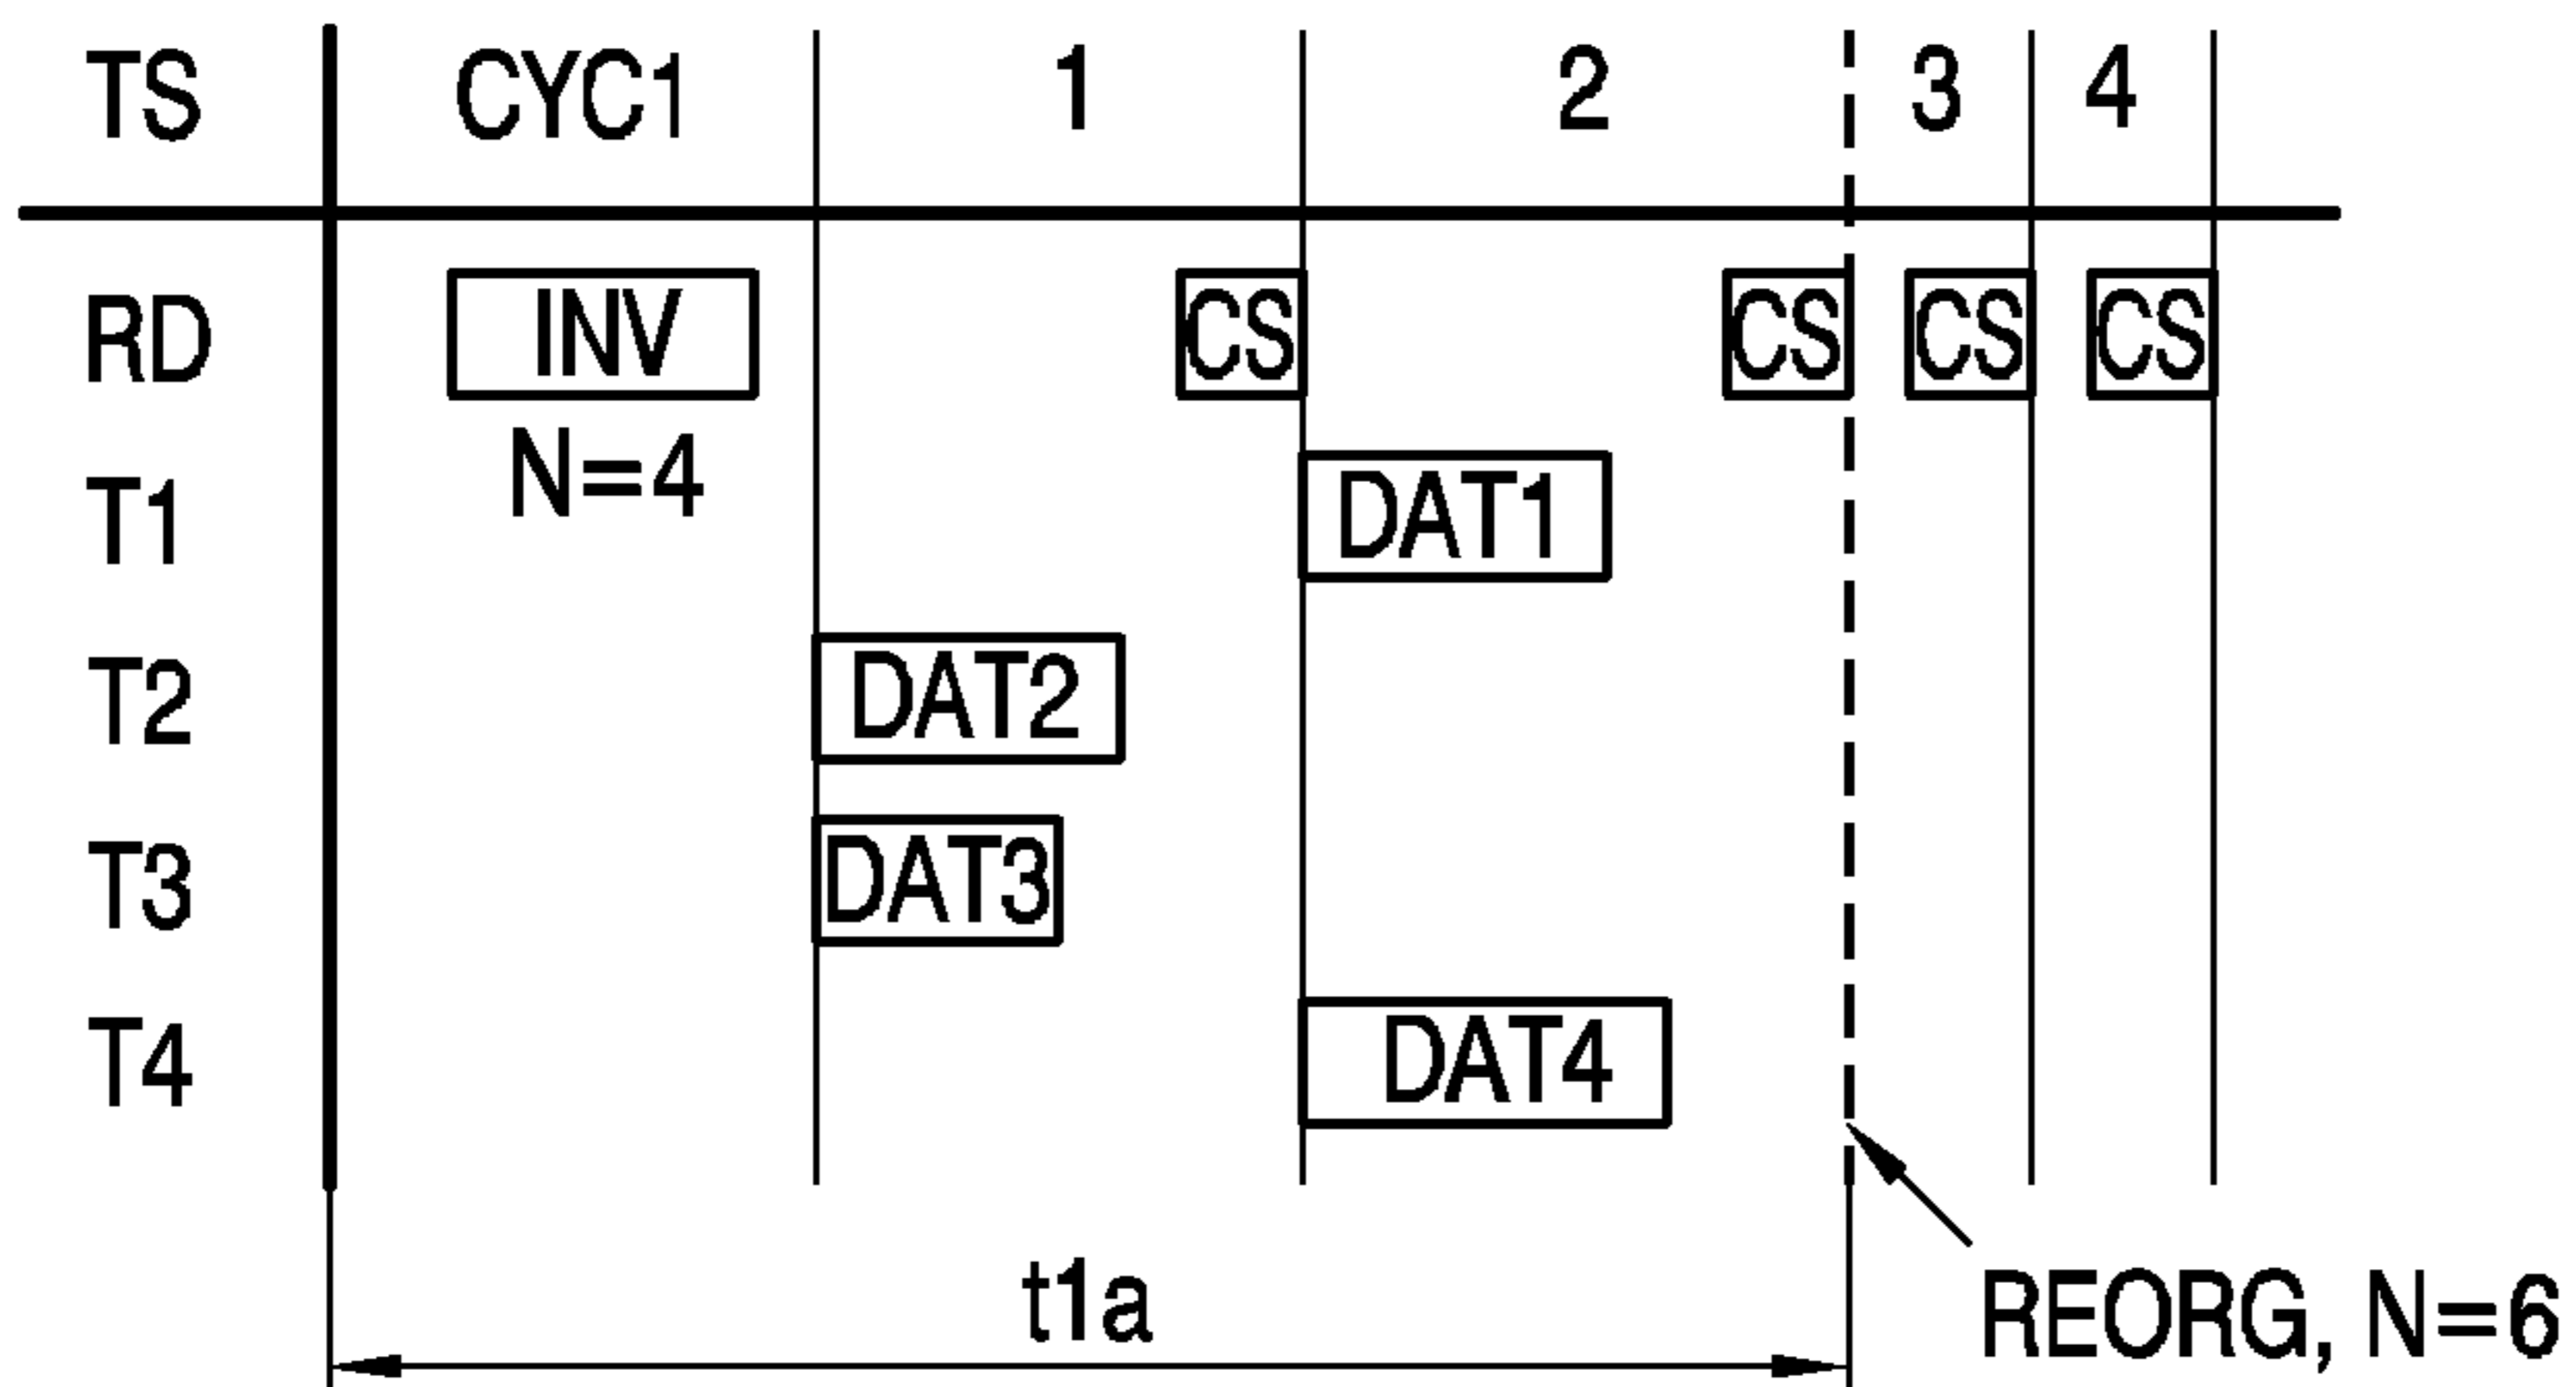 TS CYC1 1 2 3 4
RD INV CS CS CS CS
N=4
T1 DAT1
T2 DAT2
T3 DAT3
T4 DAT4
t1a
REORG, N=6